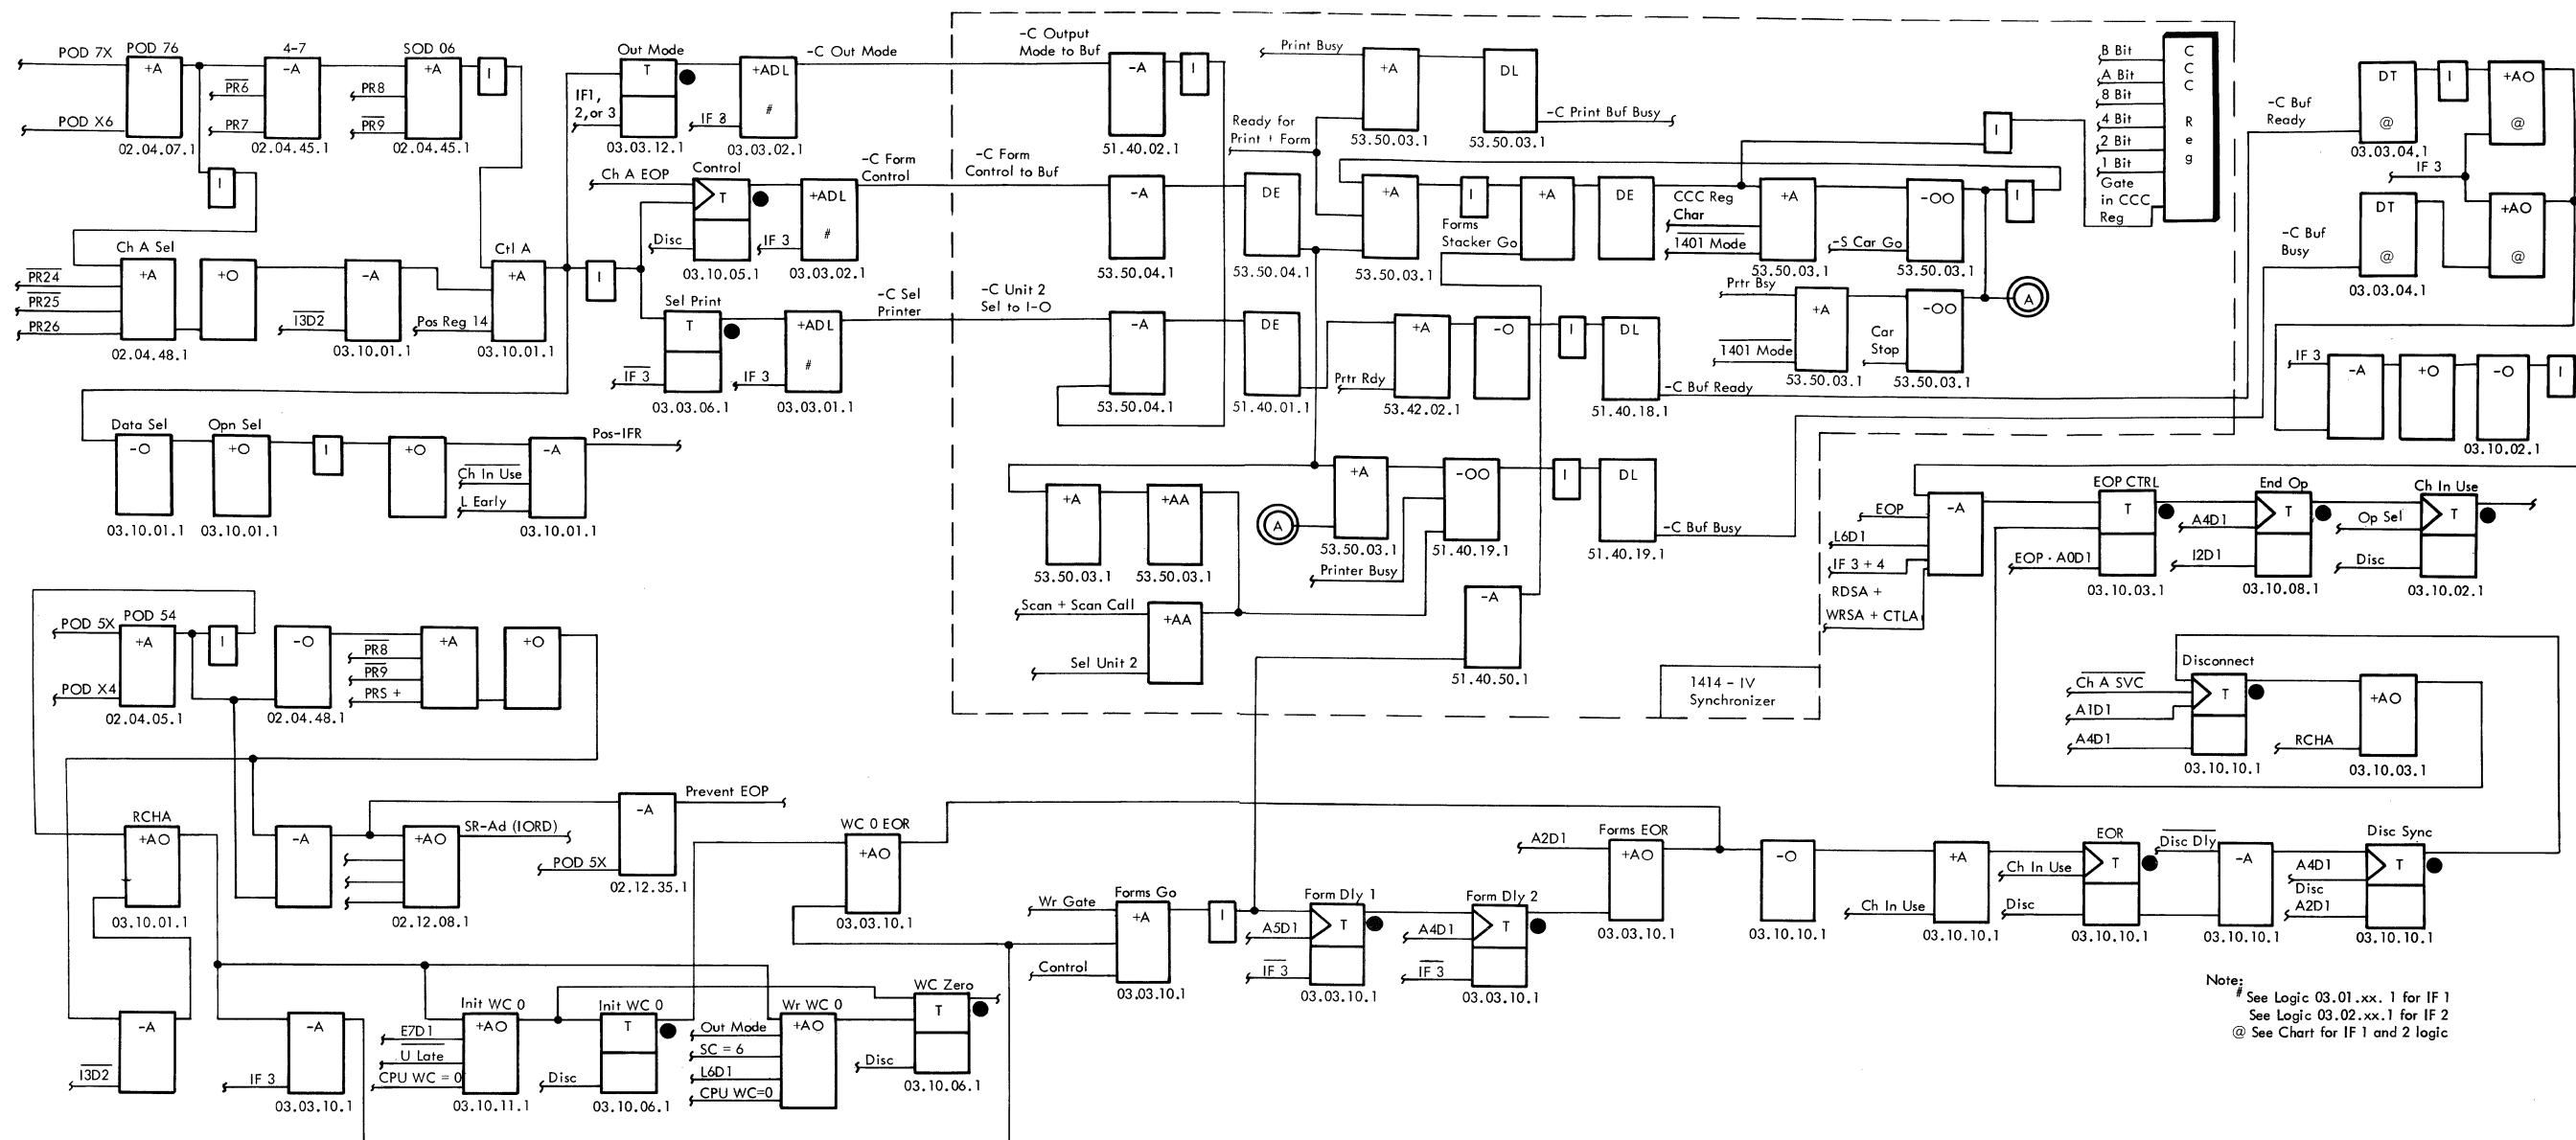 POD 7X
POD 76
+A
POD X6
02.04.07.1
4-7
-A
PR6
PR7
02.04.45.1
SOD 06
+A
PR8
PR9
02.04.45.1
I
I
Out Mode
T
IF1,
2,or 3
03.03.12.1
+ADL
#
IF 3
03.03.02.1
-C Out Mode
-C Output
Mode to Buf
-A
51.40.02.1
I
Print Busy
+A
53.50.03.1
DL
53.50.03.1
-C Print Buf Busy
Ready for
Print + Form
B Bit
A Bit
8 Bit
4 Bit
2 Bit
1 Bit
Gate
in CCC
Reg
CCC Reg
I
-C Buf
Ready
DT
@
03.03.04.1
I
+AO
@
IF 3
-C Buf
Busy
DT
@
03.03.04.1
+AO
@
Ch A Sel
+A
PR24
PR25
PR26
02.04.48.1
+O
-A
I3D2
03.10.01.1
Ctl A
+A
Pos Reg 14
03.10.01.1
I
Ch A EOP
Control
T
Disc
03.10.05.1
+ADL
#
IF 3
03.03.02.1
-C Form
Control
-C Form
Control to Buf
-A
53.50.04.1
DE
53.50.04.1
+A
53.50.03.1
I
+A
Forms
Stacker Go
DE
CCC Reg
Char
1401 Mode
+A
53.50.03.1
-OO
-S Car Go
53.50.03.1
I
Sel Print
T
IF 3
03.03.06.1
+ADL
#
IF 3
03.03.01.1
-C Sel
Printer
-C Unit 2
Sel to I-O
-A
53.50.04.1
DE
51.40.01.1
+A
Prtr Rdy
53.42.02.1
-O
I
DL
51.40.18.1
-C Buf Ready
Prtr Bsy
+A
1401 Mode
53.50.03.1
-OO
Car
Stop
53.50.03.1
A
IF 3
-A
+O
-O
03.10.02.1
I
Data Sel
-O
03.10.01.1
Opn Sel
+O
03.10.01.1
I
+O
-A
Ch In Use
L Early
03.10.01.1
Pos-IFR
+A
53.50.03.1
+AA
53.50.03.1
A
+A
53.50.03.1
-OO
51.40.19.1
Printer Busy
I
DL
51.40.19.1
-C Buf Busy
Scan + Scan Call
+AA
Sel Unit 2
-A
51.40.50.1
1414 - IV
Synchronizer
EOP
L6D1
IF 3 + 4
RDSA +
WRSA + CTLA
-A
EOP CTRL
T
EOP · A0D1
03.10.03.1
End Op
A4D1
T
I2D1
03.10.08.1
Ch In Use
Op Sel
T
Disc
03.10.02.1
Disconnect
Ch A SVC
A1D1
A4D1
T
03.10.10.1
+AO
RCHA
03.10.03.1
POD 5X
POD 54
+A
POD X4
02.04.05.1
I
-O
02.04.48.1
PR8
PR9
PRS +
+A
+O
RCHA
+AO
03.10.01.1
-A
+AO
02.12.08.1
SR-Ad (IORD)
POD 5X
-A
02.12.35.1
Prevent EOP
WC 0 EOR
+AO
03.03.10.1
Wr Gate
Control
Forms Go
+A
03.03.10.1
I
Form Dly 1
A5D1
T
IF 3
03.03.10.1
Form Dly 2
A4D1
T
IF 3
03.03.10.1
A2D1
Forms EOR
+AO
03.03.10.1
-O
03.10.10.1
Ch In Use
+A
03.10.10.1
EOR
Ch In Use
T
Disc
03.10.10.1
Disc Dly
-A
03.10.10.1
Disc Sync
A4D1
Disc
A2D1
T
03.10.10.1
-A
I3D2
-A
IF 3
03.03.10.1
Init WC 0
+AO
E7D1
U Late
CPU WC = 0
03.10.11.1
Init WC 0
T
Disc
03.10.06.1
Wr WC 0
+AO
Out Mode
SC = 6
L6D1
CPU WC=0
WC Zero
T
Disc
03.10.06.1
Note:
# See Logic 03.01.xx. 1 for IF 1
See Logic 03.02.xx.1 for IF 2
@ See Chart for IF 1 and 2 logic